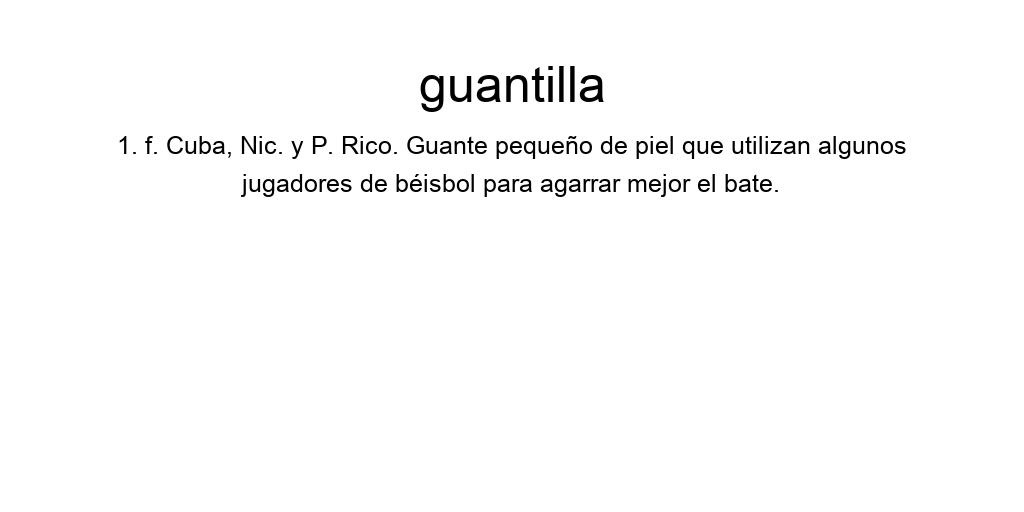 guantilla
1. f. Cuba, Nic. y P. Rico. Guante pequeño de piel que utilizan algunos
jugadores de béisbol para agarrar mejor el bate.